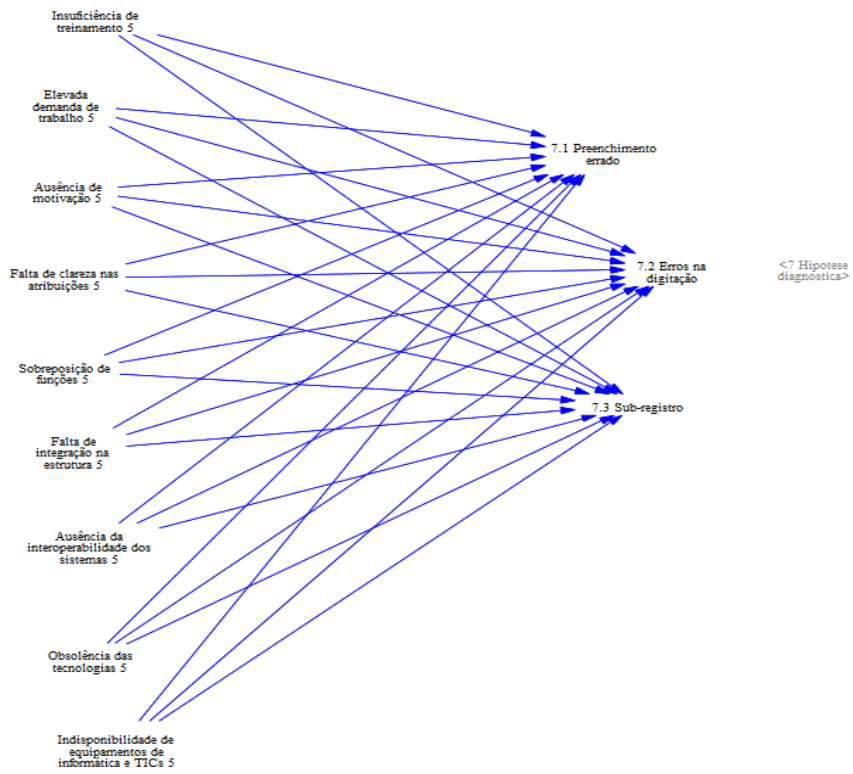 Insuficiência de
treinamento 5
Elevada
demanda de
trabalho 5
Ausência de
motivação 5
Falta de clareza nas
atribuições 5
Sobreposição de
funções 5
Falta de
integração na
estrutura 5
Ausência da
interoperabilidade dos
sistemas 5
Obsolência das
tecnologias 5
Indisponibilidade de
equipamentos de
informática e TICs 5
7.1 Preenchimento
errado
7.2 Erros na
digitação
7.3 Sub-registro
<7 Hipotese
diagnostica>